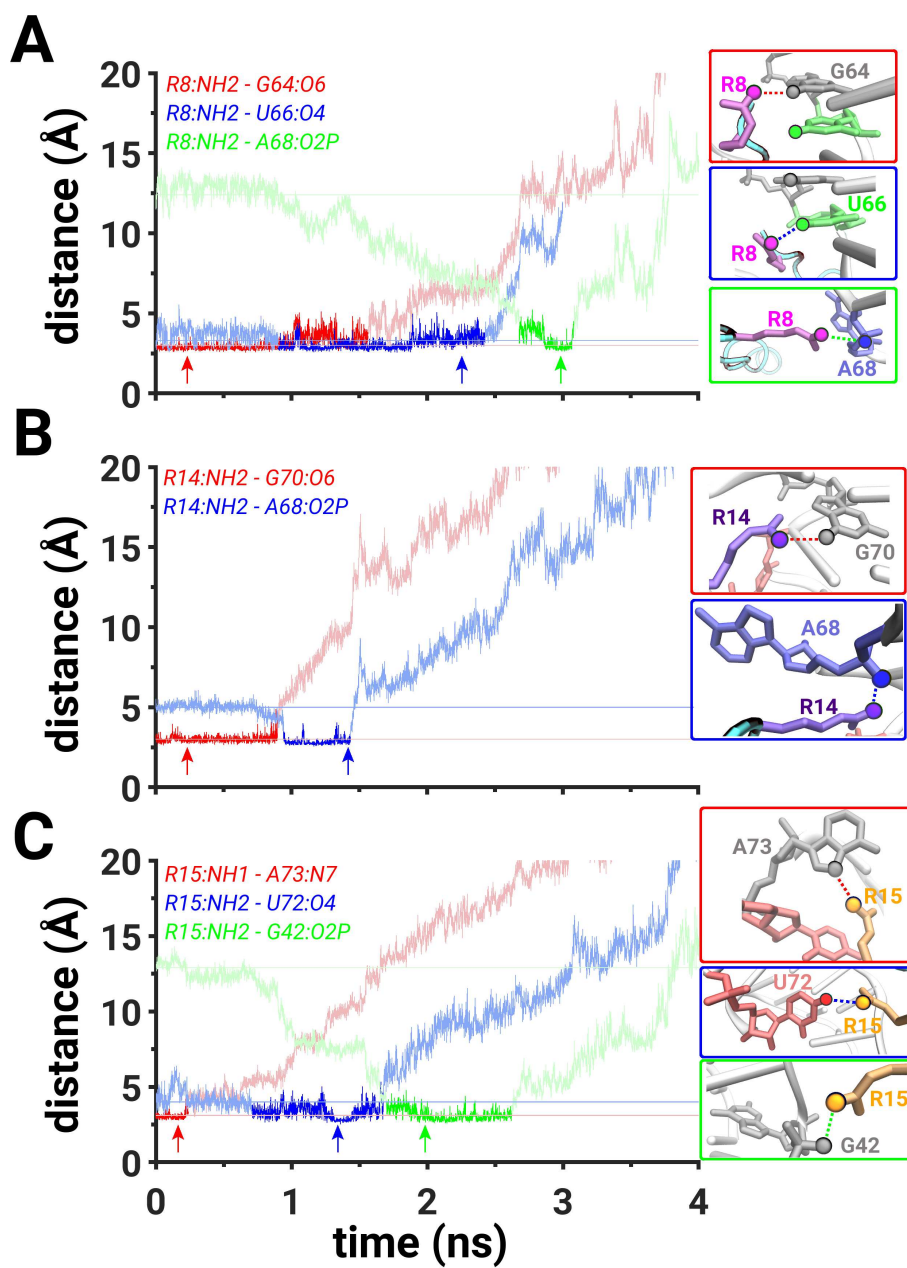 A
distance (Å)
20
15
10
5
0
R8:NH2 - G64:O6
R8:NH2 - U66:O4
R8:NH2 - A68:O2P
R8
G64
U66
R8
R8
A68
B
distance (Å)
20
15
10
5
0
R14:NH2 - G70:O6
R14:NH2 - A68:O2P
R14
G70
A68
R14
C
distance (Å)
20
15
10
5
0
R15:NH1 - A73:N7
R15:NH2 - U72:O4
R15:NH2 - G42:O2P
A73
R15
U72
R15
R15
G42
0 1 2 3 4
time (ns)